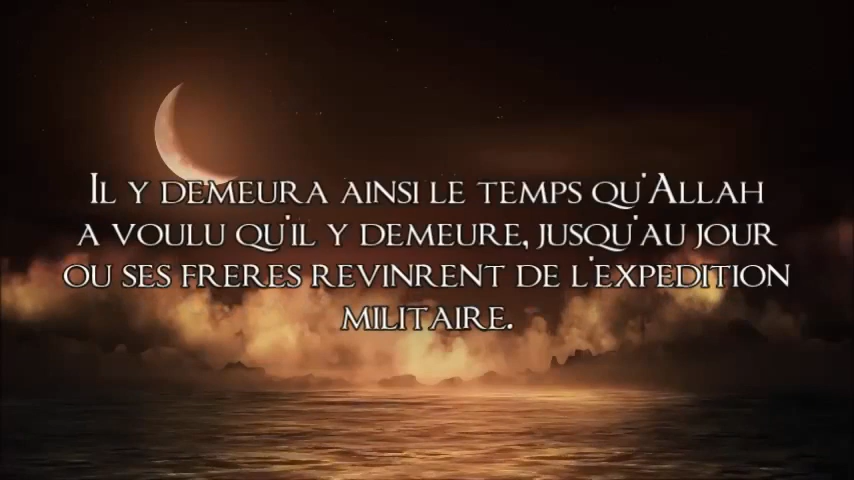 Il y demeura ainsi le temps qu'Allah
a voulu qu'il y demeure, jusqu'au jour
ou ses freres revinrent de l'expedition
militaire.